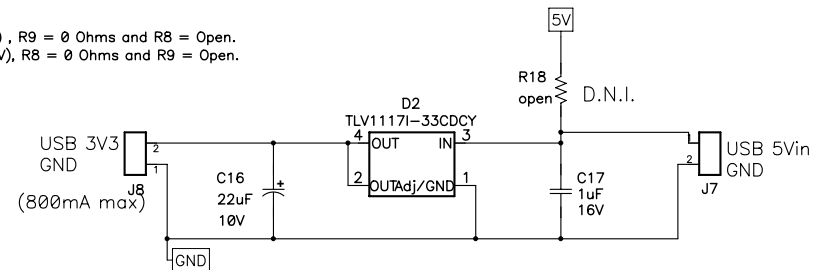 5V
) , R9 = 0 Ohms and R8 = Open.
V), R8 = 0 Ohms and R9 = Open.
R18
open
D.N.I.
D2
TLV1117I-33CDCY
USB 3V3
GND
2
1
J8
(800mA max)
4
OUT
IN
3
2
OUTAdj/GND
1
C16
22uF
10V
+
C17
1uF
16V
1
2
USB 5Vin
GND
J7
GND